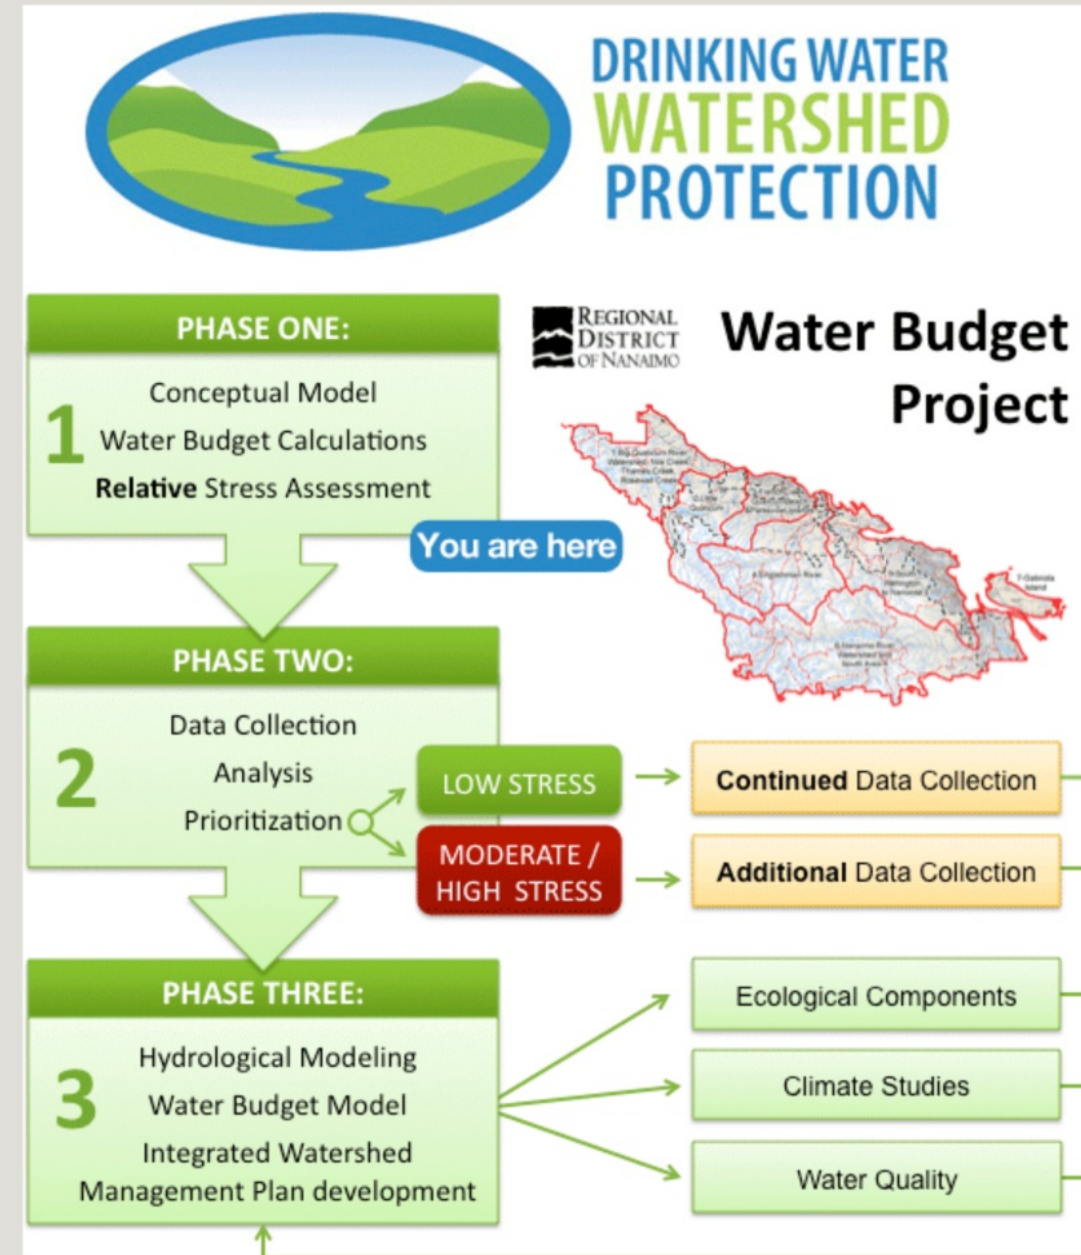 DRINKING WATER
WATERSHED
PROTECTION
PHASE ONE:
1
Conceptual Model
Water Budget Calculations
Relative Stress Assessment
REGIONAL
DISTRICT
OF NANAIMO
Water Budget
Project
You are here
PHASE TWO:
2
Data Collection
Analysis
Prioritization
LOW STRESS
MODERATE /
HIGH STRESS
Continued Data Collection
Additional Data Collection
PHASE THREE:
3
Hydrological Modeling
Water Budget Model
Integrated Watershed
Management Plan development
Ecological Components
Climate Studies
Water Quality